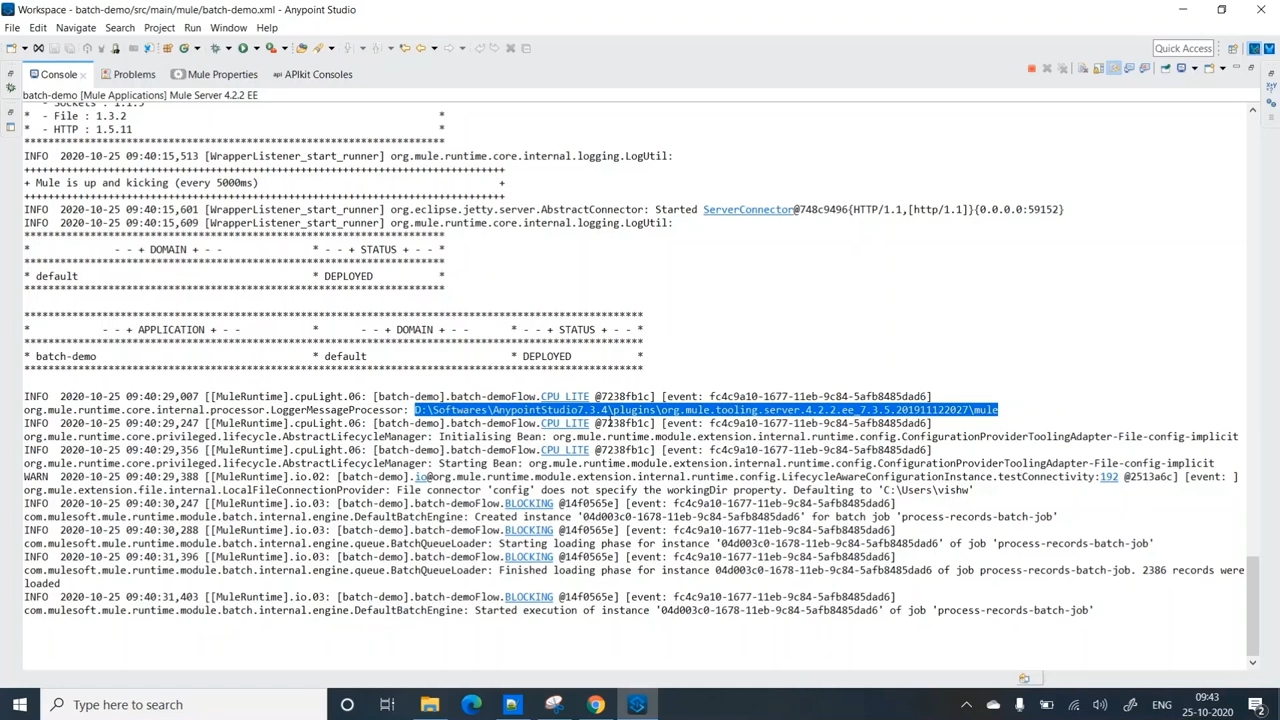 Workspace - batch-demo/src/main/mule/batch-demo.xml - Anypoint Studio
File Edit Navigate Search Project Run Window Help
Quick Access
Console Problems Mule Properties APIkit Consoles
batch-demo [Mule Applications] Mule Server 4.2.2 EE
* - Sockets : 1.1.5
* - File : 1.3.2 *
* - HTTP : 1.5.11 *
**********************************************************************
INFO 2020-10-25 09:40:15,513 [WrapperListener_start_runner] org.mule.runtime.core.internal.logging.LogUtil:
++++++++++++++++++++++++++++++++++++++++++++++++++++++++++++++++++++++++++++++++
+ Mule is up and kicking (every 5000ms) +
++++++++++++++++++++++++++++++++++++++++++++++++++++++++++++++++++++++++++++++++
INFO 2020-10-25 09:40:15,601 [WrapperListener_start_runner] org.eclipse.jetty.server.AbstractConnector: Started ServerConnector@748c9496{HTTP/1.1,[http/1.1]}{0.0.0.0:59152}
INFO 2020-10-25 09:40:15,609 [WrapperListener_start_runner] org.mule.runtime.core.internal.logging.LogUtil:
**********************************************************************
* - - + DOMAIN + - - * - - + STATUS + - - *
**********************************************************************
* default * DEPLOYED *
**********************************************************************
*******************************************************************************************************
* - - + APPLICATION + - - * - - + DOMAIN + - - * - - + STATUS + - - *
*******************************************************************************************************
* batch-demo * default * DEPLOYED *
*******************************************************************************************************
INFO 2020-10-25 09:40:29,007 [[MuleRuntime].cpuLight.06: [batch-demo].batch-demoFlow.CPU_LITE @7238fb1c] [event: fc4c9a10-1677-11eb-9c84-5afb8485dad6]
org.mule.runtime.core.internal.processor.LoggerMessageProcessor: D:\Softwares\AnypointStudio7.3.4\plugins\org.mule.tooling.server.4.2.2.ee_7.3.5.201911122027\mule
INFO 2020-10-25 09:40:29,247 [[MuleRuntime].cpuLight.06: [batch-demo].batch-demoFlow.CPU_LITE @7238fb1c] [event: fc4c9a10-1677-11eb-9c84-5afb8485dad6]
org.mule.runtime.core.privileged.lifecycle.AbstractLifecycleManager: Initialising Bean: org.mule.runtime.module.extension.internal.runtime.config.ConfigurationProviderToolingAdapter-File-config-implicit
INFO 2020-10-25 09:40:29,356 [[MuleRuntime].cpuLight.06: [batch-demo].batch-demoFlow.CPU_LITE @7238fb1c] [event: fc4c9a10-1677-11eb-9c84-5afb8485dad6]
org.mule.runtime.core.privileged.lifecycle.AbstractLifecycleManager: Starting Bean: org.mule.runtime.module.extension.internal.runtime.config.ConfigurationProviderToolingAdapter-File-config-implicit
WARN 2020-10-25 09:40:29,388 [[MuleRuntime].io.02: [batch-demo].io@org.mule.runtime.module.extension.internal.runtime.config.LifecycleAwareConfigurationInstance.testConnectivity:192 @2513a6c] [event: ]
org.mule.extension.file.internal.LocalFileConnectionProvider: File connector 'config' does not specify the workingDir property. Defaulting to 'C:\Users\vishw'
INFO 2020-10-25 09:40:30,247 [[MuleRuntime].io.03: [batch-demo].batch-demoFlow.BLOCKING @14f0565e] [event: fc4c9a10-1677-11eb-9c84-5afb8485dad6]
com.mulesoft.mule.runtime.module.batch.internal.engine.DefaultBatchEngine: Created instance '04d003c0-1678-11eb-9c84-5afb8485dad6' for batch job 'process-records-batch-job'
INFO 2020-10-25 09:40:30,288 [[MuleRuntime].io.03: [batch-demo].batch-demoFlow.BLOCKING @14f0565e] [event: fc4c9a10-1677-11eb-9c84-5afb8485dad6]
com.mulesoft.mule.runtime.module.batch.internal.engine.queue.BatchQueueLoader: Starting loading phase for instance '04d003c0-1678-11eb-9c84-5afb8485dad6' of job 'process-records-batch-job'
INFO 2020-10-25 09:40:31,396 [[MuleRuntime].io.03: [batch-demo].batch-demoFlow.BLOCKING @14f0565e] [event: fc4c9a10-1677-11eb-9c84-5afb8485dad6]
com.mulesoft.mule.runtime.module.batch.internal.engine.queue.BatchQueueLoader: Finished loading phase for instance 04d003c0-1678-11eb-9c84-5afb8485dad6 of job process-records-batch-job. 2386 records were
loaded
INFO 2020-10-25 09:40:31,403 [[MuleRuntime].io.03: [batch-demo].batch-demoFlow.BLOCKING @14f0565e] [event: fc4c9a10-1677-11eb-9c84-5afb8485dad6]
com.mulesoft.mule.runtime.module.batch.internal.engine.DefaultBatchEngine: Started execution of instance '04d003c0-1678-11eb-9c84-5afb8485dad6' of job 'process-records-batch-job'
Type here to search
ENG
09:43
25-10-2020
2